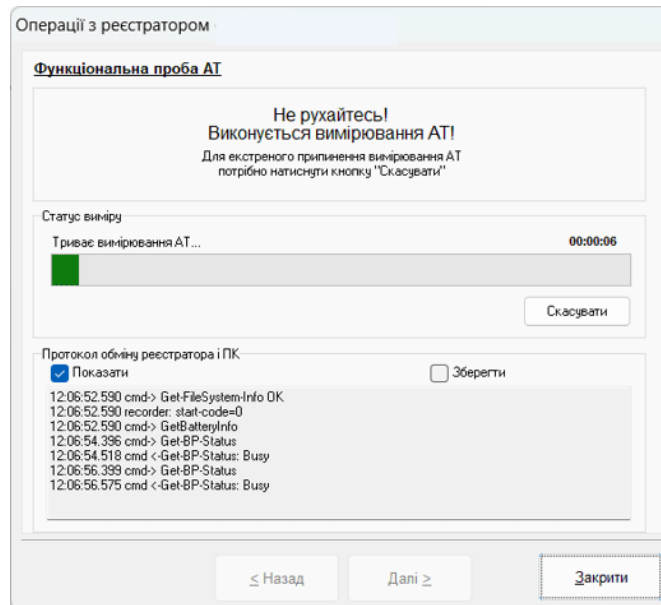 Операції з реєстратором
Функціональна проба АТ
Не рухайтесь!
Виконується вимірювання АТ!
Для екстреного припинення вимірювання АТ
потрібно натиснути кнопку "Скасувати"
Статус виміру
Триває вимірювання АТ... 00:00:06
Скасувати
Протокол обміну реєстратора і ПК
Показати Зберегти
12:06:52.590 cmd-> Get-FileSystem-Info OK
12:06:52.590 recorder: start-code=0
12:06:52.590 cmd-> GetBatteryInfo
12:06:54.396 cmd-> Get-BP-Status
12:06:54.518 cmd <-Get-BP-Status: Busy
12:06:56.399 cmd-> Get-BP-Status
12:06:56.575 cmd <-Get-BP-Status: Busy
< Назад Далі > Закрити